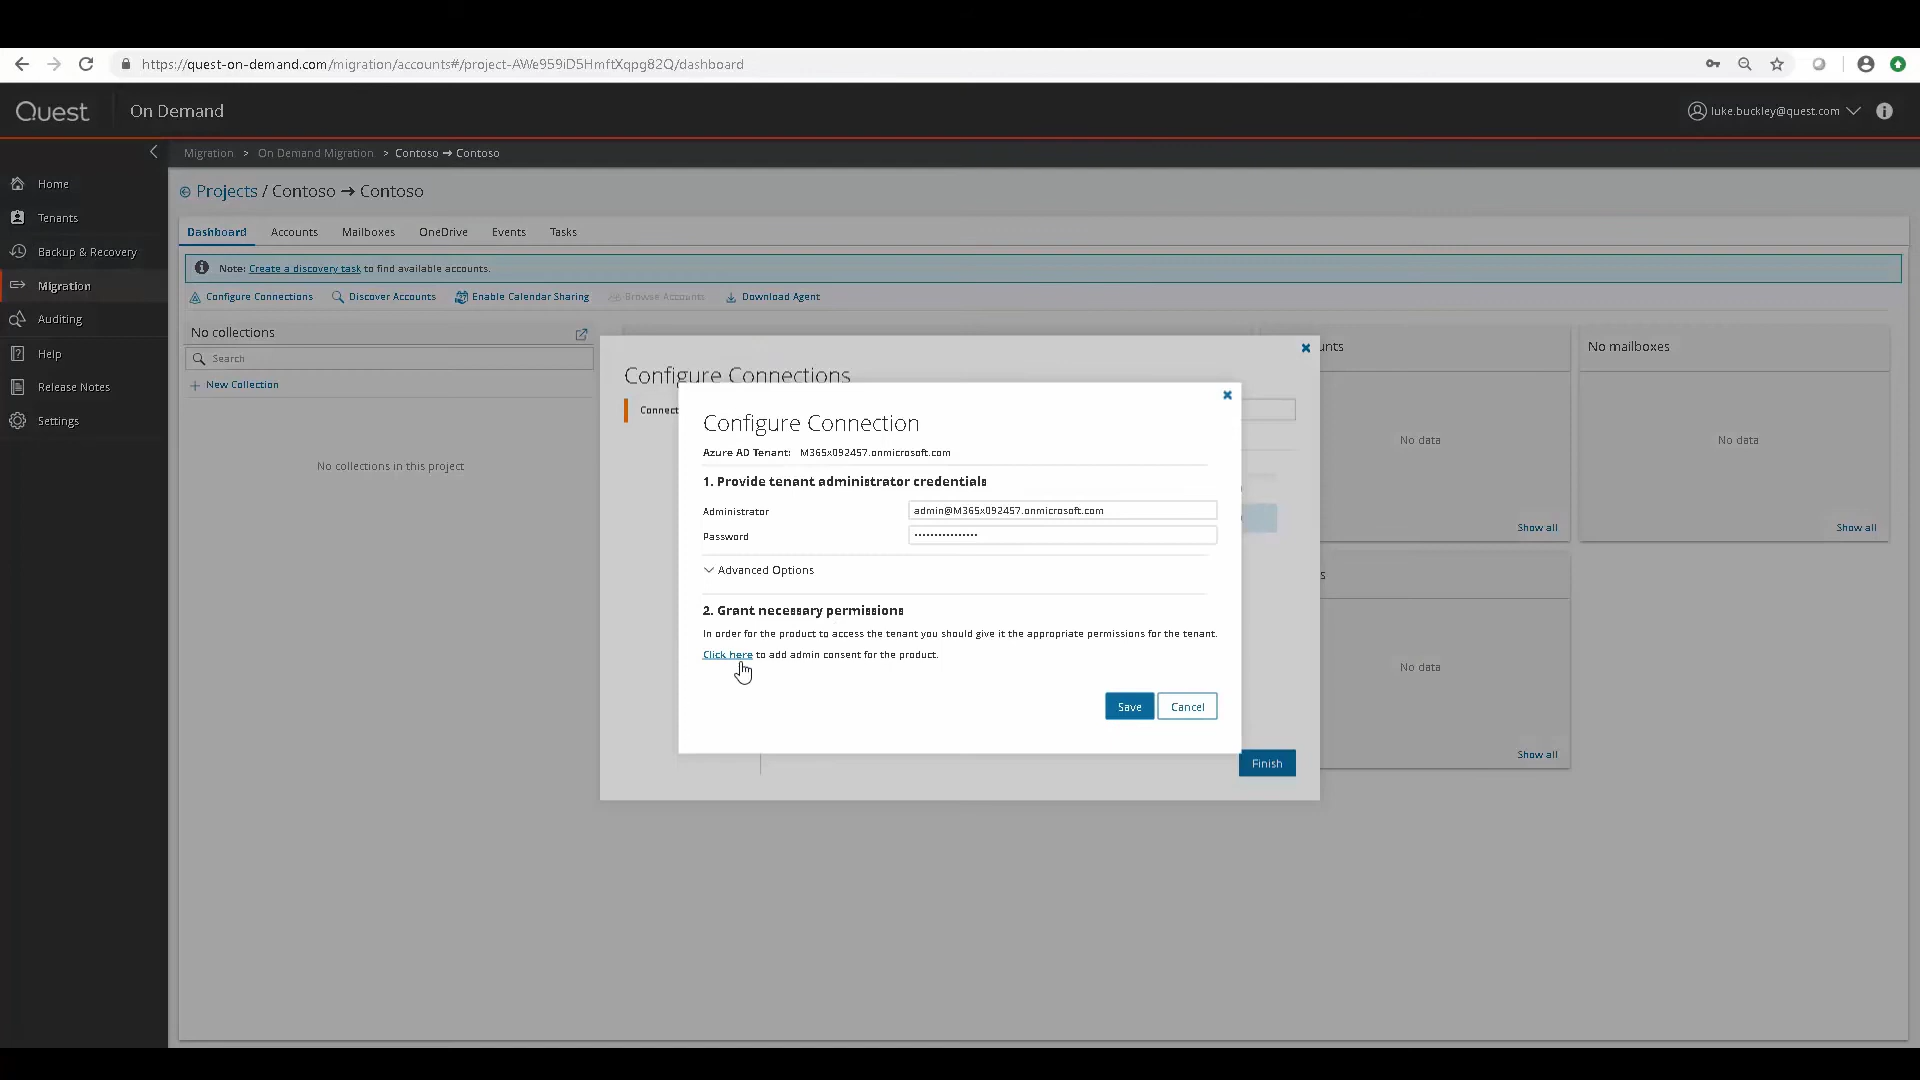 https://quest-on-demand.com/migration/accounts#/project-AWe959iD5HmftXqpg82Q/dashboard
Quest On Demand
luke.buckley@quest.com
Migration > On Demand Migration > Contoso → Contoso
Home
Tenants
Backup & Recovery
Migration
Auditing
Help
Release Notes
Settings
Projects / Contoso → Contoso
Dashboard Accounts Mailboxes OneDrive Events Tasks
Note: Create a discovery task to find available accounts.
Configure Connections Discover Accounts Enable Calendar Sharing Browse Accounts Download Agent
No collections
Search
New Collection
No collections in this project
unts
No data
Show all
No mailboxes
No data
Show all
s
No data
Show all
Configure Connections
Connect
Finish
Configure Connection
Azure AD Tenant: M365x092457.onmicrosoft.com
1. Provide tenant administrator credentials
Administrator admin@M365x092457.onmicrosoft.com
Password ••••••••••••••••
Advanced Options
2. Grant necessary permissions
In order for the product to access the tenant you should give it the appropriate permissions for the tenant.
Click here to add admin consent for the product.
Save Cancel